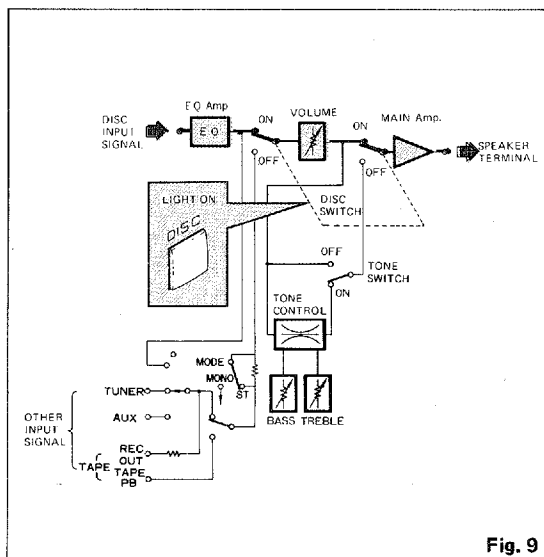 EQ Amp
DISC
INPUT
SIGNAL
EQ
ON
OFF
VOLUME
ON
OFF
MAIN Amp.
SPEAKER
TERMINAL
LIGHT ON
DISC
DISC
SWITCH
OFF
ON
TONE
SWITCH
TONE
CONTROL
MODE
MONO
ST
BASS TREBLE
OTHER
INPUT
SIGNAL
TUNER
AUX
TAPE
REC
OUT
TAPE
PB
Fig. 9